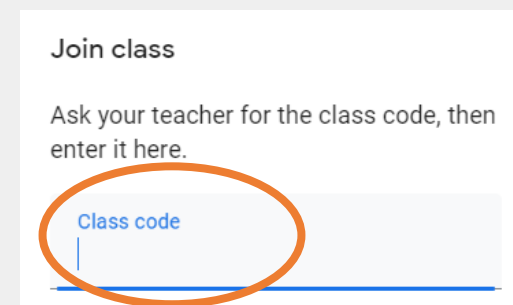 Join class
Ask your teacher for the class code, then
enter it here.
Class code